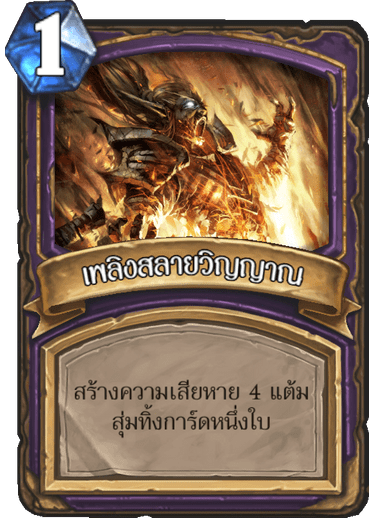 1
เพลิงสลายวิญญาณ
สร้างความเสียหาย 4 แต้ม
สุ่มทิ้งการ์ดหนึ่งใบ